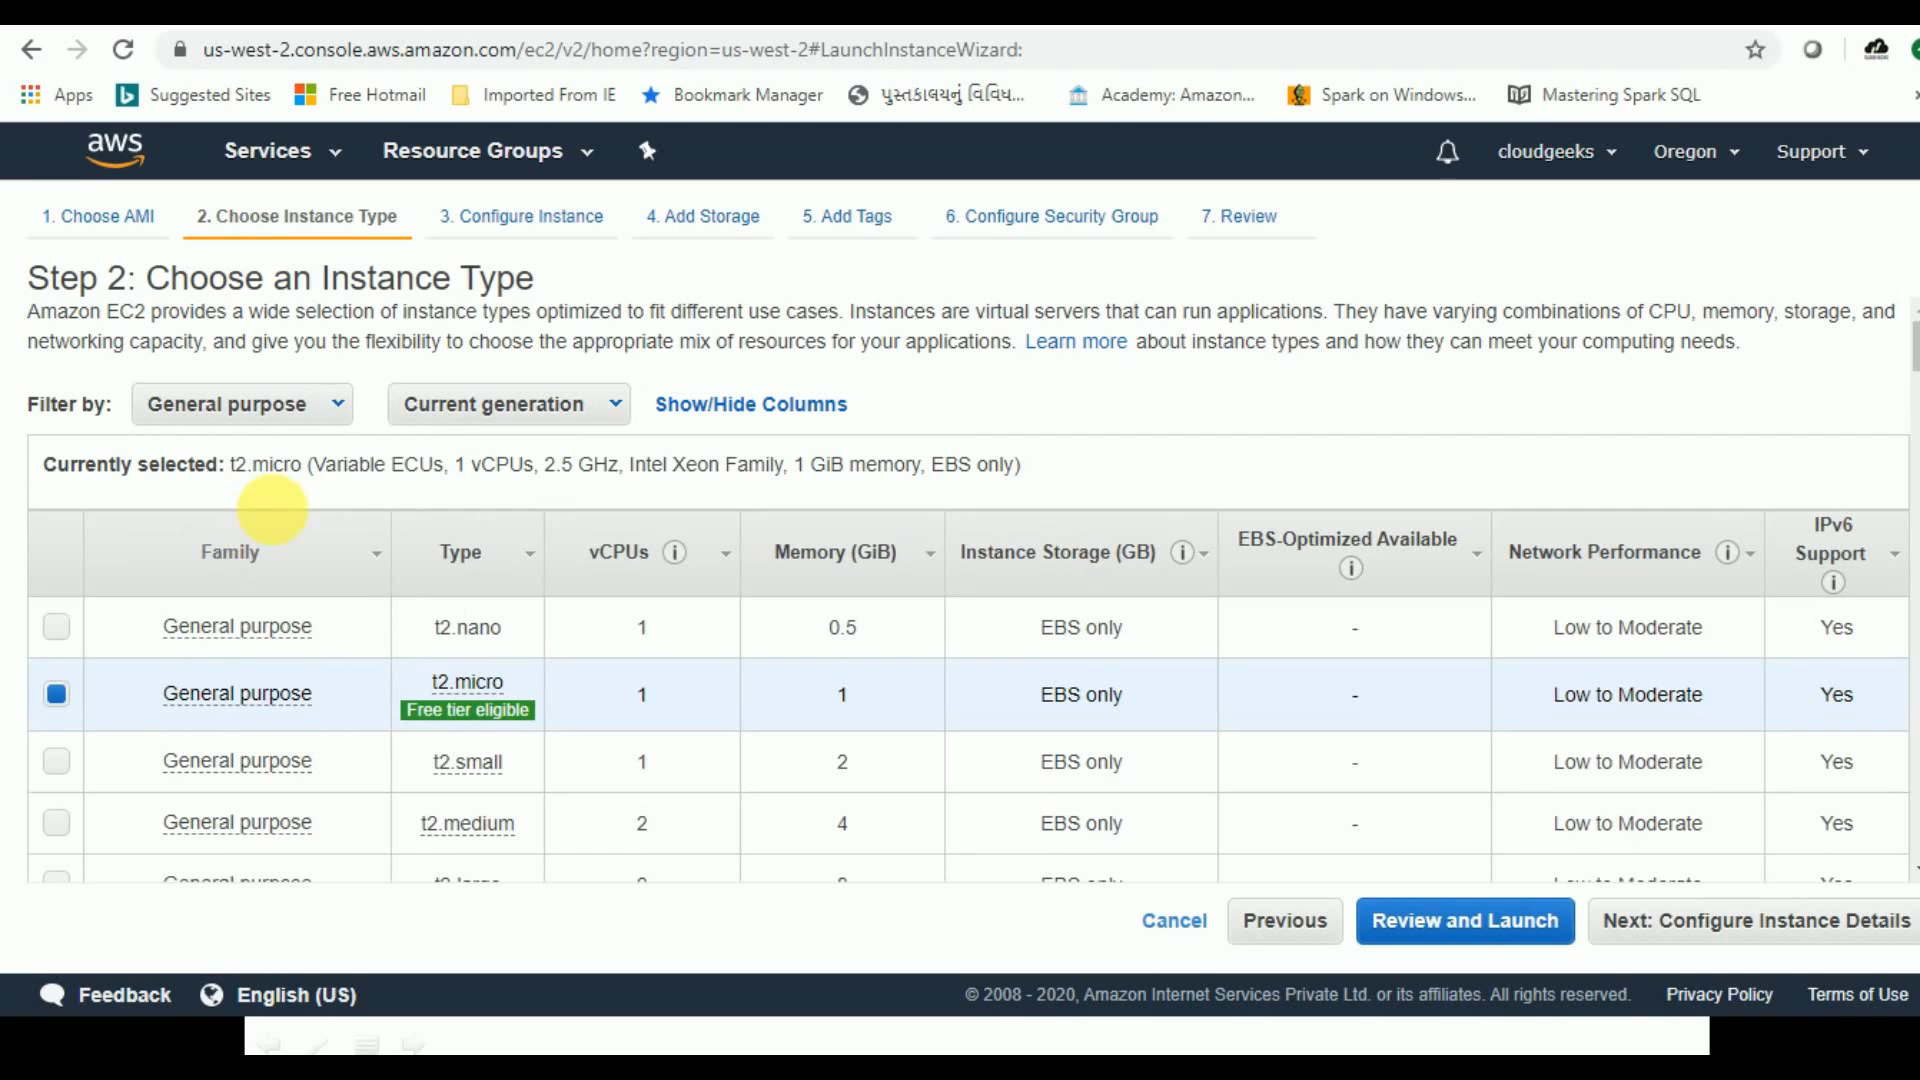 us-west-2.console.aws.amazon.com/ec2/v2/home?region=us-west-2#LaunchInstanceWizard:
Apps Suggested Sites Free Hotmail Imported From IE Bookmark Manager પુસ્તકાલયનું વિવિધ... Academy: Amazon... Spark on Windows... Mastering Spark SQL
aws Services Resource Groups cloudgeeks Oregon Support
1. Choose AMI 2. Choose Instance Type 3. Configure Instance 4. Add Storage 5. Add Tags 6. Configure Security Group 7. Review
Step 2: Choose an Instance Type
Amazon EC2 provides a wide selection of instance types optimized to fit different use cases. Instances are virtual servers that can run applications. They have varying combinations of CPU, memory, storage, and
networking capacity, and give you the flexibility to choose the appropriate mix of resources for your applications. Learn more about instance types and how they can meet your computing needs.
Filter by: General purpose Current generation Show/Hide Columns
Currently selected: t2.micro (Variable ECUs, 1 vCPUs, 2.5 GHz, Intel Xeon Family, 1 GiB memory, EBS only)
Family Type vCPUs Memory (GiB) Instance Storage (GB) EBS-Optimized Available Network Performance IPv6 Support
General purpose t2.nano 1 0.5 EBS only - Low to Moderate Yes
General purpose t2.micro 1 1 EBS only - Low to Moderate Yes
Free tier eligible
General purpose t2.small 1 2 EBS only - Low to Moderate Yes
General purpose t2.medium 2 4 EBS only - Low to Moderate Yes
Cancel Previous Review and Launch Next: Configure Instance Details
Feedback English (US) © 2008 - 2020, Amazon Internet Services Private Ltd. or its affiliates. All rights reserved. Privacy Policy Terms of Use